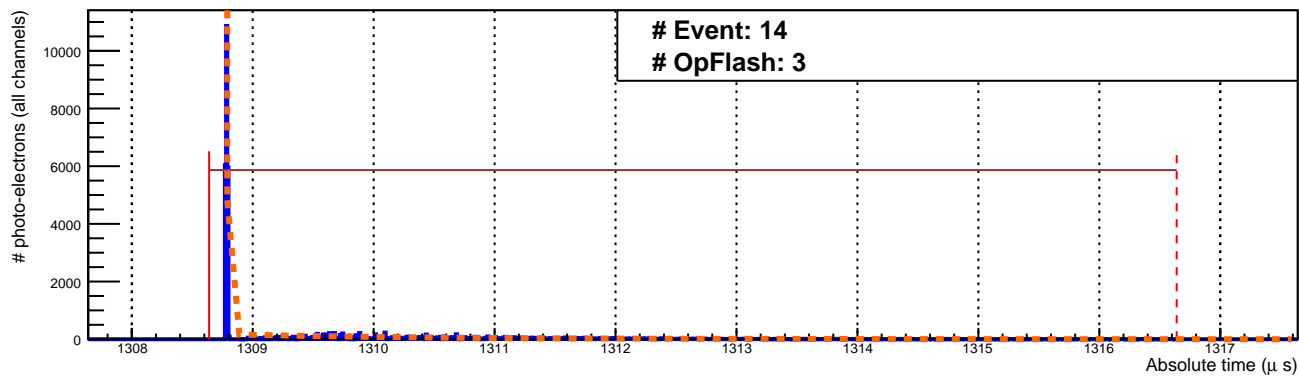 # Event: 14
# OpFlash: 3
# photo-electrons (all channels)
10000
8000
6000
4000
2000
0
1308 1309 1310 1311 1312 1313 1314 1315 1316 1317
Absolute time (μ s)